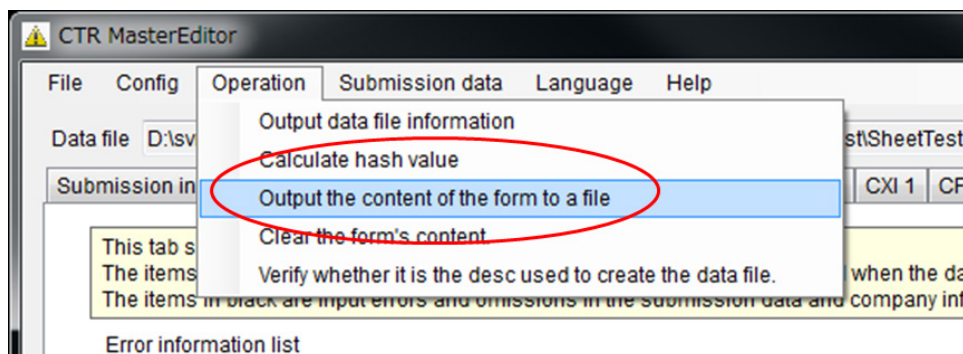 CTR MasterEditor
File Config Operation Submission data Language Help
Output data file information
Data file D:\sv st\SheetTest
Calculate hash value
Submission in CXI 1 CF
Output the content of the form to a file
Clear the form's content
This tab s
Verify whether it is the desc used to create the data file.
The items when the da
The items in black are input errors and omissions in the submission data and company inf
Error information list